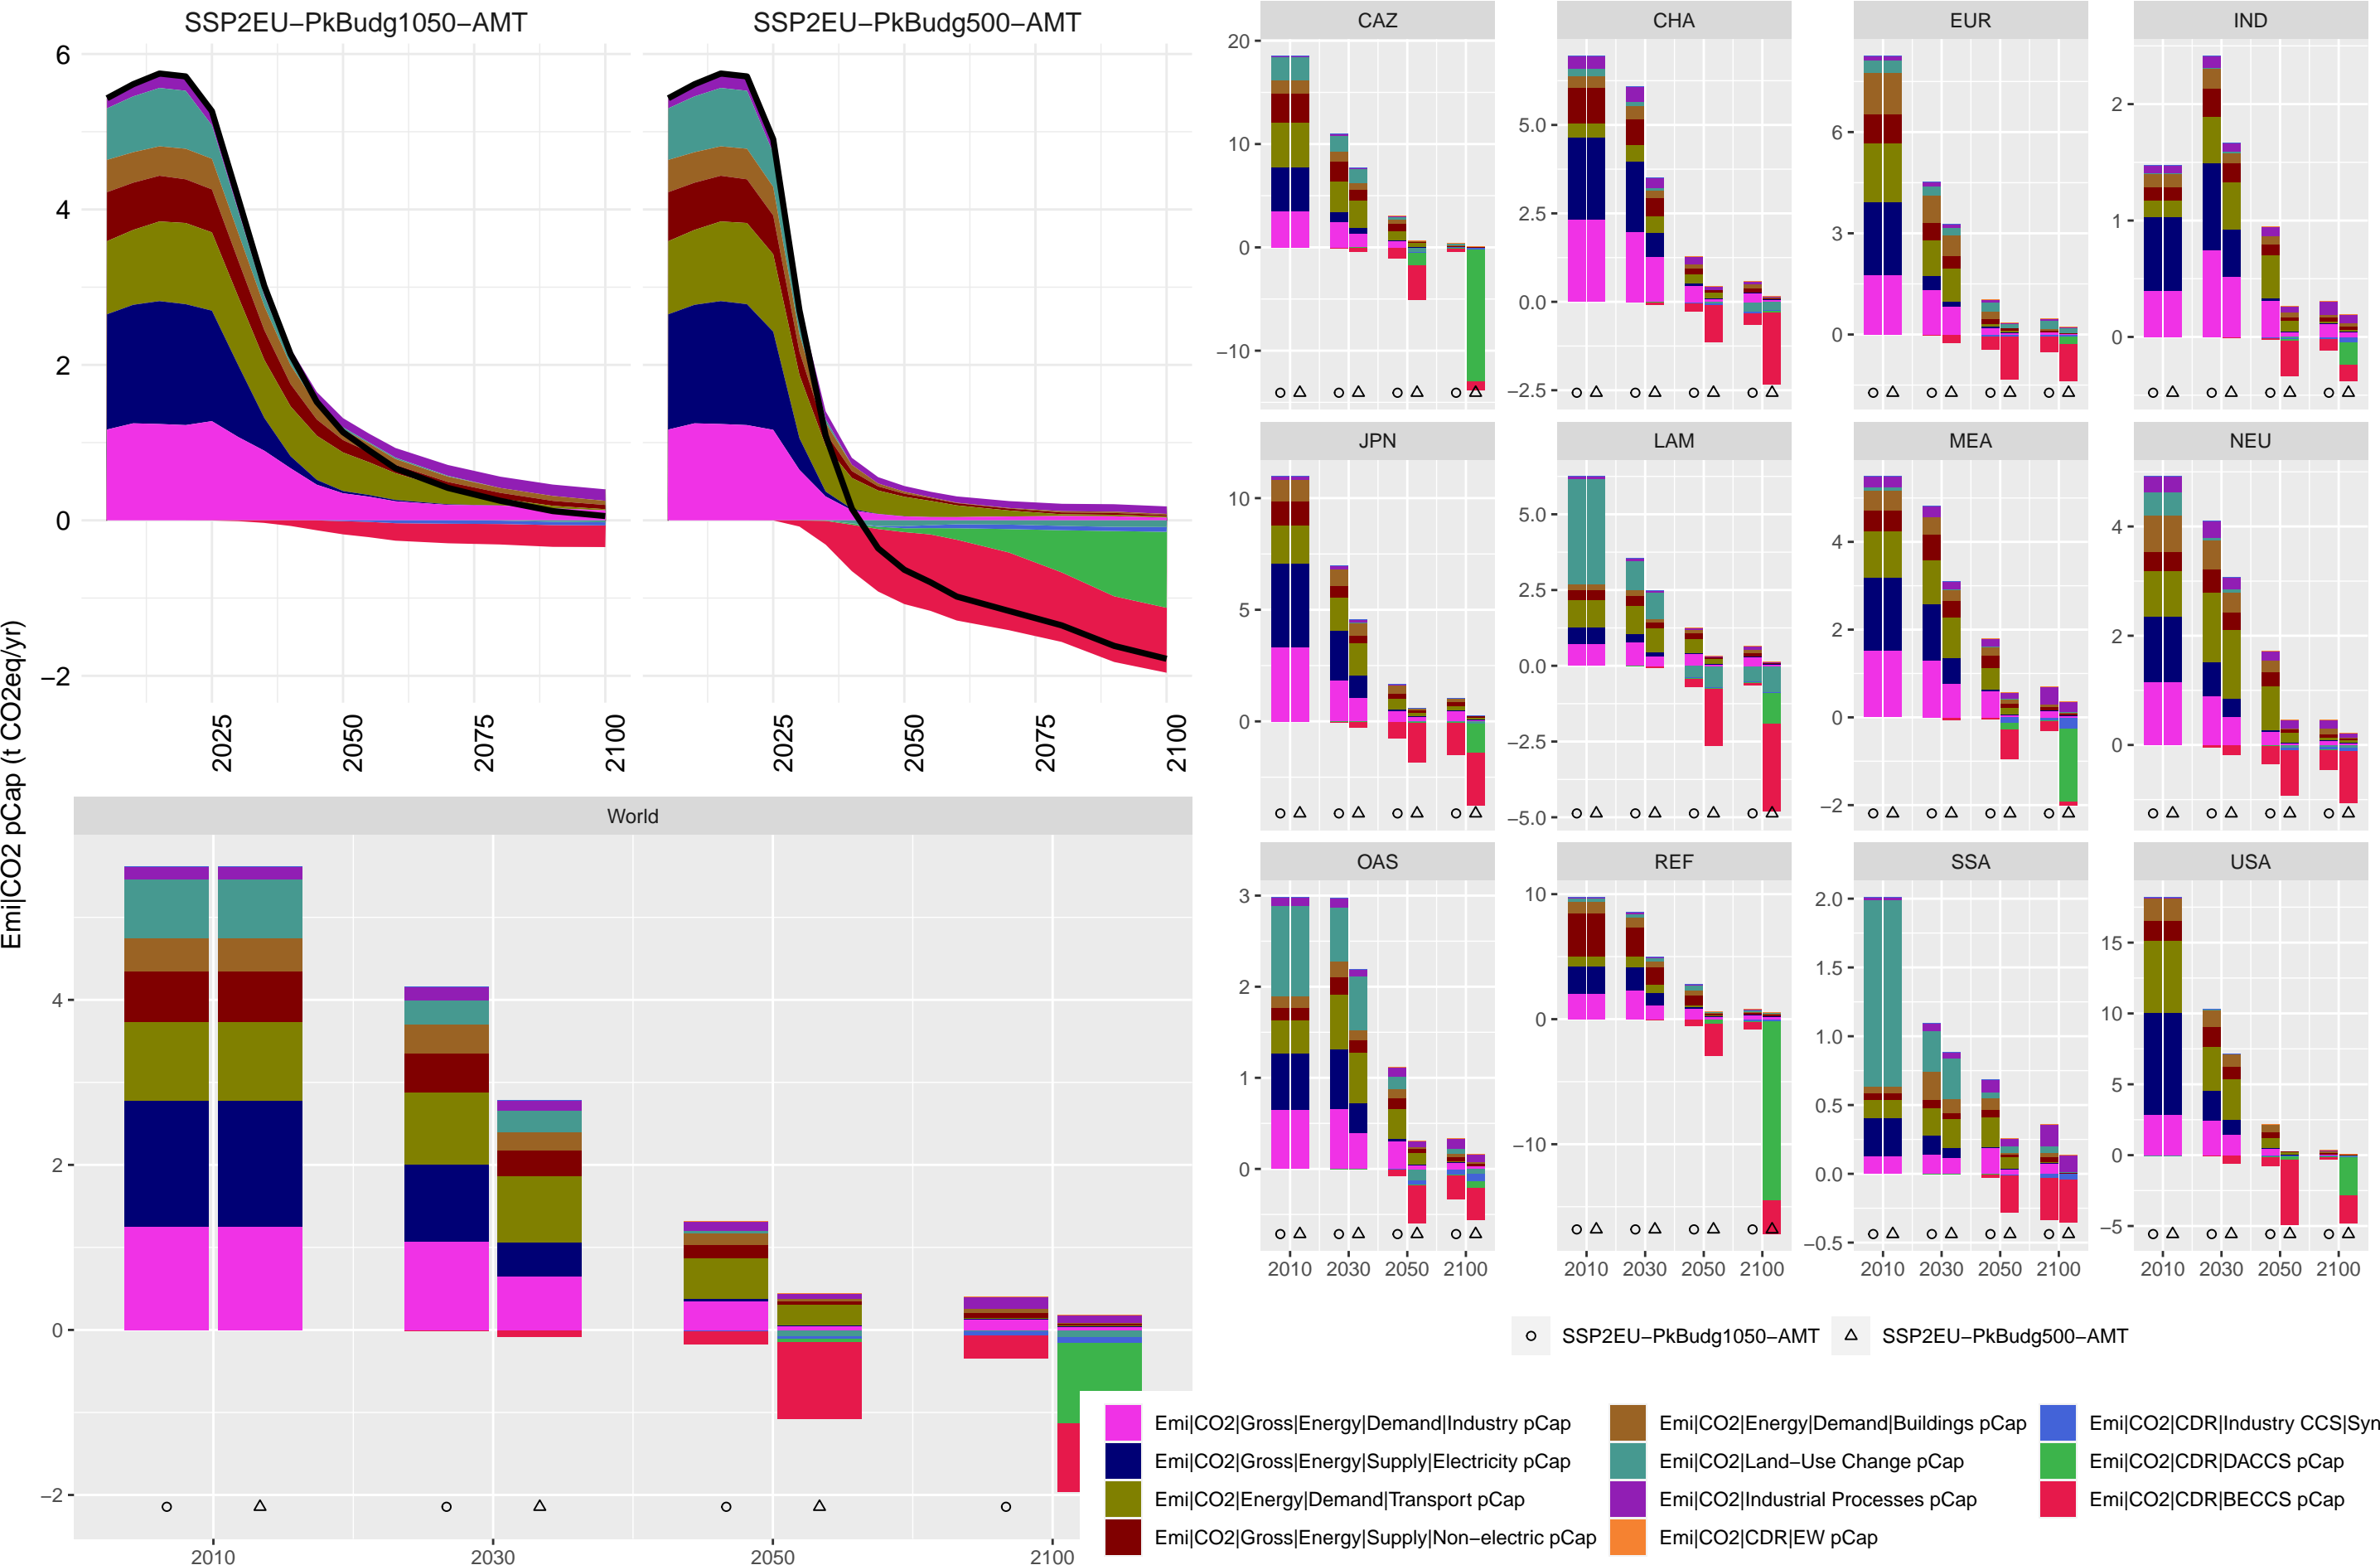 SSP2EU−PkBudg1050−AMT
SSP2EU−PkBudg500−AMT
6
4
2
0
−2
2025
2050
2075
2100
2025
2050
2075
2100
Emi|CO2 pCap (t CO2eq/yr)
World
4
2
0
−2
2010
2030
2050
2100
CAZ
20
10
0
−10
CHA
5.0
2.5
0.0
−2.5
EUR
6
3
0
IND
2
1
0
JPN
10
5
0
LAM
5.0
2.5
0.0
−2.5
−5.0
MEA
4
2
0
−2
NEU
4
2
0
OAS
3
2
1
0
2010
2030
2050
2100
REF
10
0
−10
2010
2030
2050
2100
SSA
2.0
1.5
1.0
0.5
0.0
−0.5
2010
2030
2050
2100
USA
15
10
5
0
−5
2010
2030
2050
2100
SSP2EU−PkBudg1050−AMT
SSP2EU−PkBudg500−AMT
Emi|CO2|Gross|Energy|Demand|Industry pCap
Emi|CO2|Gross|Energy|Supply|Electricity pCap
Emi|CO2|Energy|Demand|Transport pCap
Emi|CO2|Gross|Energy|Supply|Non−electric pCap
Emi|CO2|Energy|Demand|Buildings pCap
Emi|CO2|Land−Use Change pCap
Emi|CO2|Industrial Processes pCap
Emi|CO2|CDR|EW pCap
Emi|CO2|CDR|Industry CCS|Syn
Emi|CO2|CDR|DACCS pCap
Emi|CO2|CDR|BECCS pCap